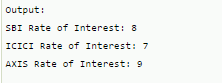 Output:
SBI Rate of Interest: 8
ICICI Rate of Interest: 7
AXIS Rate of Interest: 9